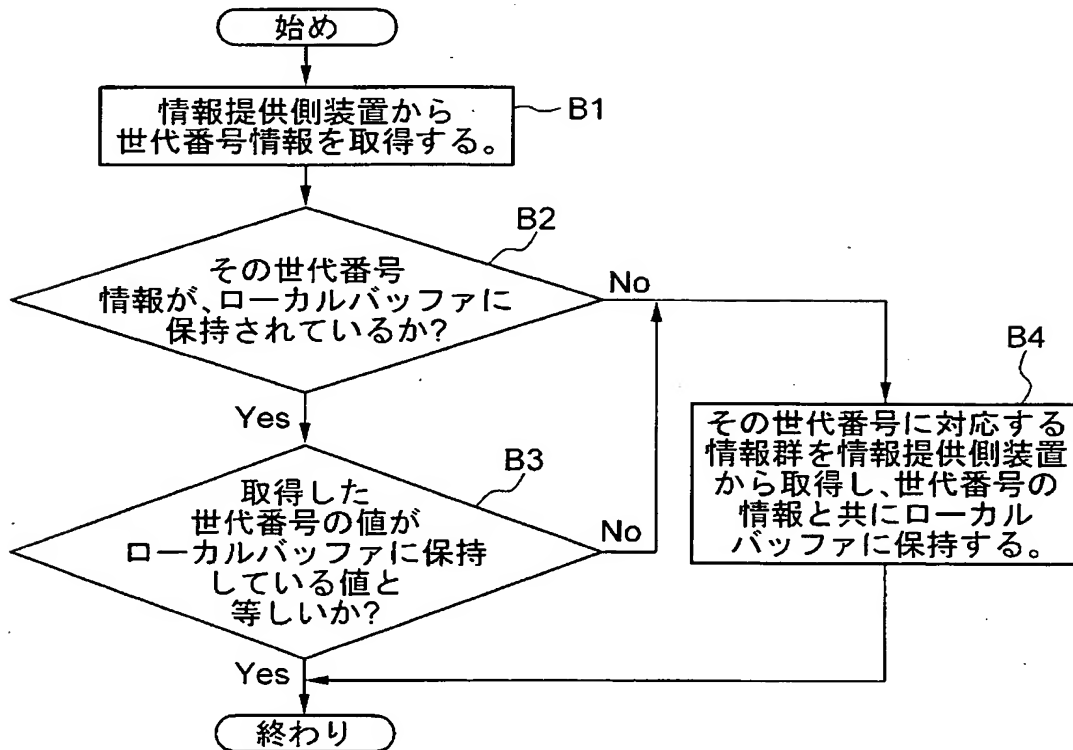 始め
情報提供側装置から
世代番号情報を取得する。
B1
B2
その世代番号
情報が、ローカルバッファに
保持されているか?
No
Yes
B4
その世代番号に対応する
情報群を情報提供側装置
から取得し、世代番号の
情報と共にローカル
バッファに保持する。
B3
取得した
世代番号の値が
ローカルバッファに保持
している値と
等しいか?
No
Yes
終わり